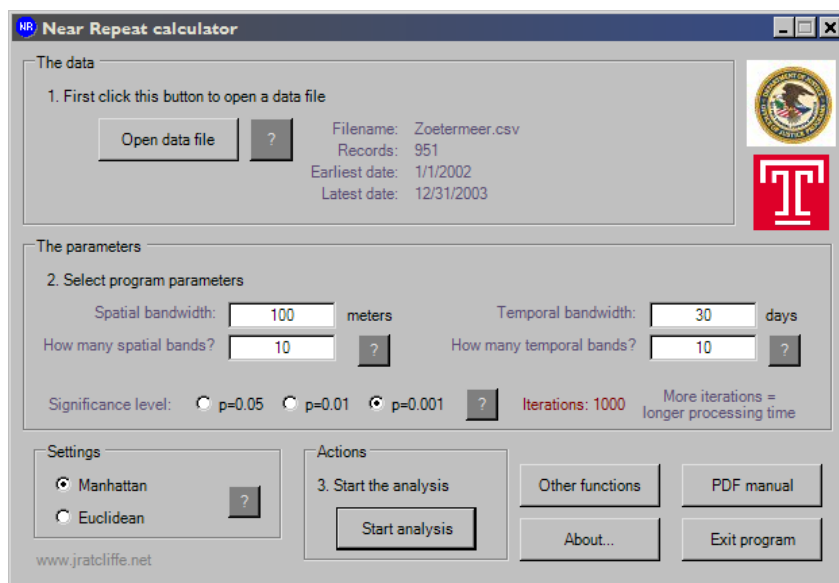 NR Near Repeat calculator
The data
1. First click this button to open a data file
Open data file ? Filename: Zoetermeer.csv
Records: 951
Earliest date: 1/1/2002
Latest date: 12/31/2003
T
The parameters
2. Select program parameters
Spatial bandwidth: 100 meters Temporal bandwidth: 30 days
How many spatial bands? 10 ? How many temporal bands? 10 ?
Significance level: p=0.05 p=0.01 p=0.001 ? Iterations: 1000 More iterations =
longer processing time
Settings
Manhattan
Euclidean
?
Actions
3. Start the analysis
Start analysis
Other functions PDF manual
About... Exit program
www.jratcliffe.net